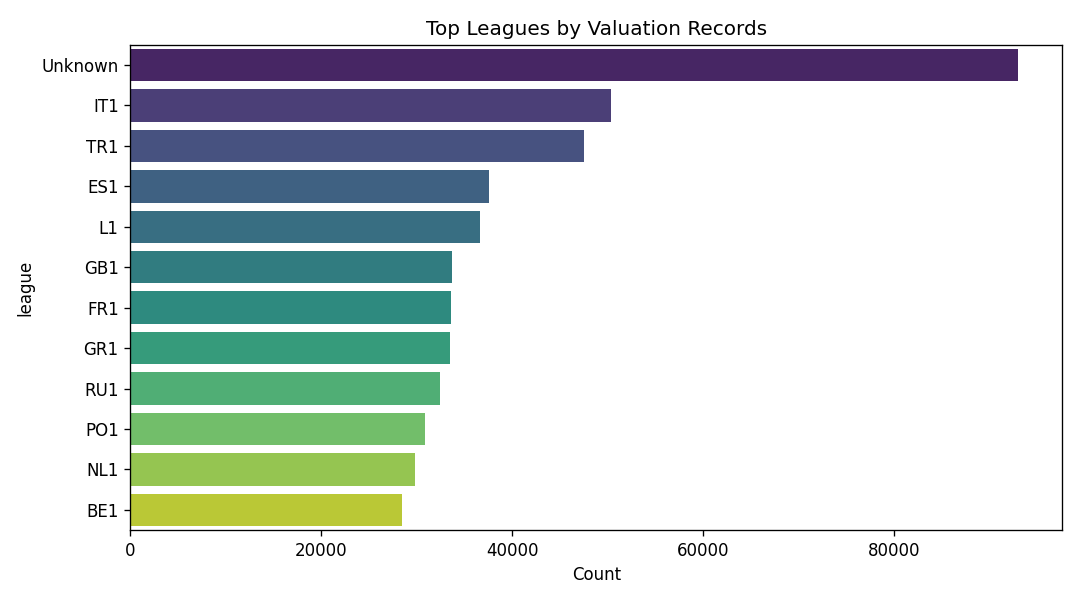 Top Leagues by Valuation Records
Unknown
IT1
TR1
ES1
L1
GB1
FR1
GR1
RU1
PO1
NL1
BE1
league
0 20000 40000 60000 80000
Count